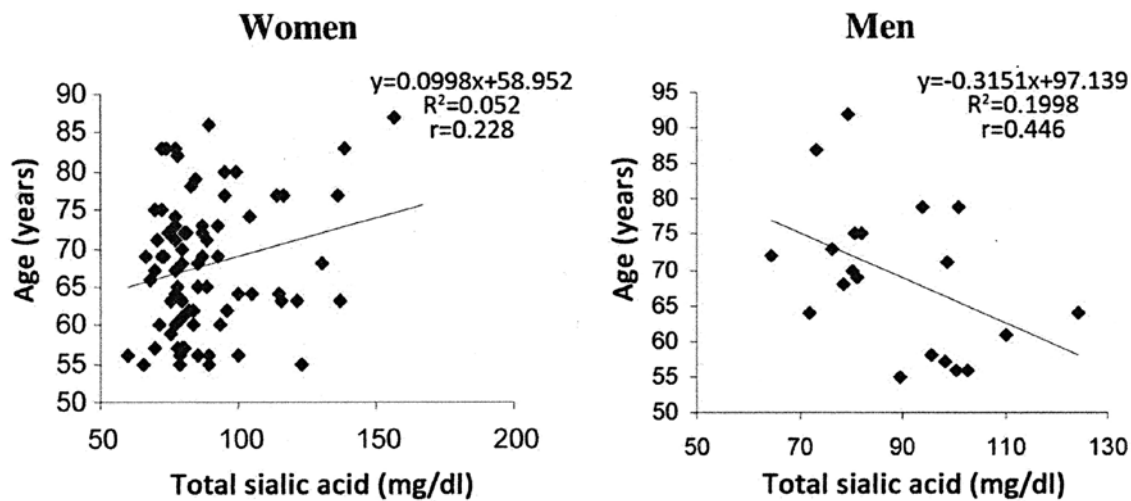 Women
y=0.0998x+58.952
R²=0.052
r=0.228
90
85
80
75
70
65
60
55
50
50 100 150 200
Age (years)
Total sialic acid (mg/dl)
Men
y=-0.3151x+97.139
R²=0.1998
r=0.446
95
90
85
80
75
70
65
60
55
50
50 70 90 110 130
Age (years)
Total sialic acid (mg/dl)